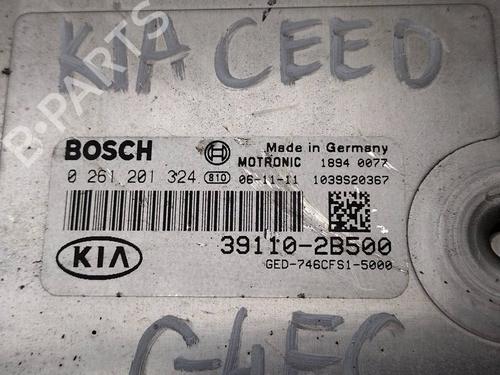 KIA CEED
B-PARTS
BOSCH
Made in Germany
MOTRONIC 1894 0077
0 261 201 324 810 06-11-11 1039S20367
39110-2B500
KIA
GED-746CFS1-5000